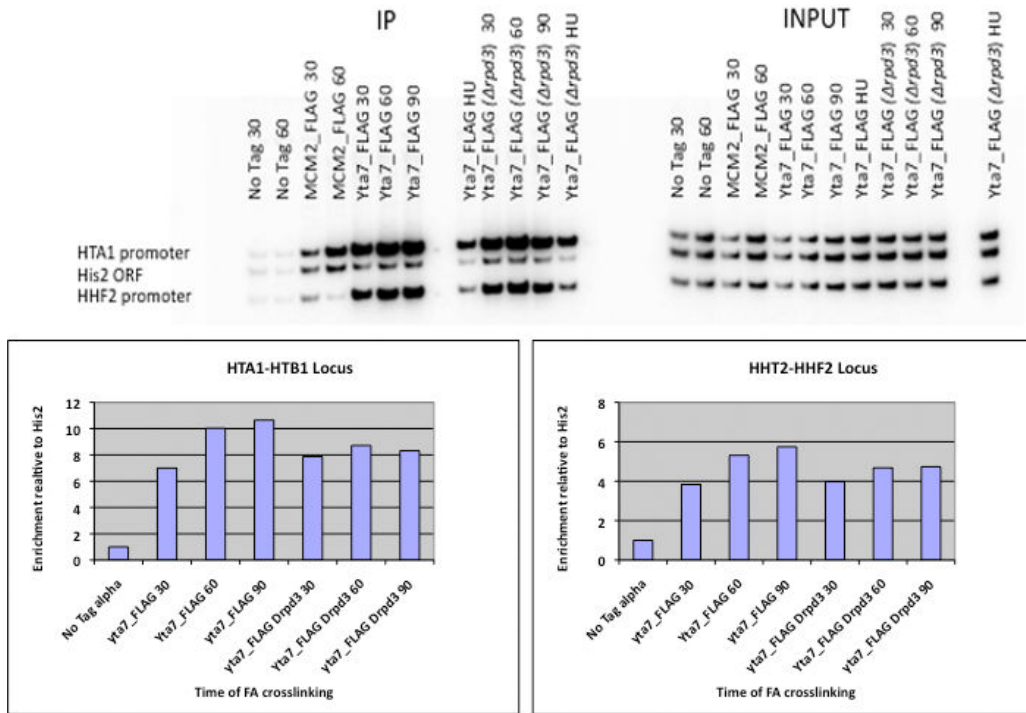 IP
INPUT
No Tag 30
No Tag 60
MCM2_FLAG 30
MCM2_FLAG 60
Yta7_FLAG 30
Yta7_FLAG 60
Yta7_FLAG 90
Yta7_FLAG HU
Yta7_FLAG (Δrpd3) 30
Yta7_FLAG (Δrpd3) 60
Yta7_FLAG (Δrpd3) 90
Yta7_FLAG (Δrpd3) HU
No Tag 30
No Tag 60
MCM2_FLAG 30
MCM2_FLAG 60
Yta7_FLAG 30
Yta7_FLAG 60
Yta7_FLAG 90
Yta7_FLAG HU
Yta7_FLAG (Δrpd3) 30
Yta7_FLAG (Δrpd3) 60
Yta7_FLAG (Δrpd3) 90
Yta7_FLAG (Δrpd3) HU
HTA1 promoter
His2 ORF
HHF2 promoter
HTA1-HTB1 Locus
Enrichment realtive to His2
12
10
8
6
4
2
0
No Tag alpha
yta7_FLAG 30
Yta7_FLAG 60
yta7_FLAG 90
yta7_FLAG Drpd3 30
Yta7_FLAG Drpd3 60
yta7_FLAG Drpd3 90
Time of FA crosslinking
HHT2-HHF2 Locus
Enrichment relative to His2
8
6
4
2
0
No Tag alpha
yta7_FLAG 30
Yta7_FLAG 60
yta7_FLAG 90
yta7_FLAG Drpd3 30
Yta7_FLAG Drpd3 60
yta7_FLAG Drpd3 90
Time of FA crosslinking